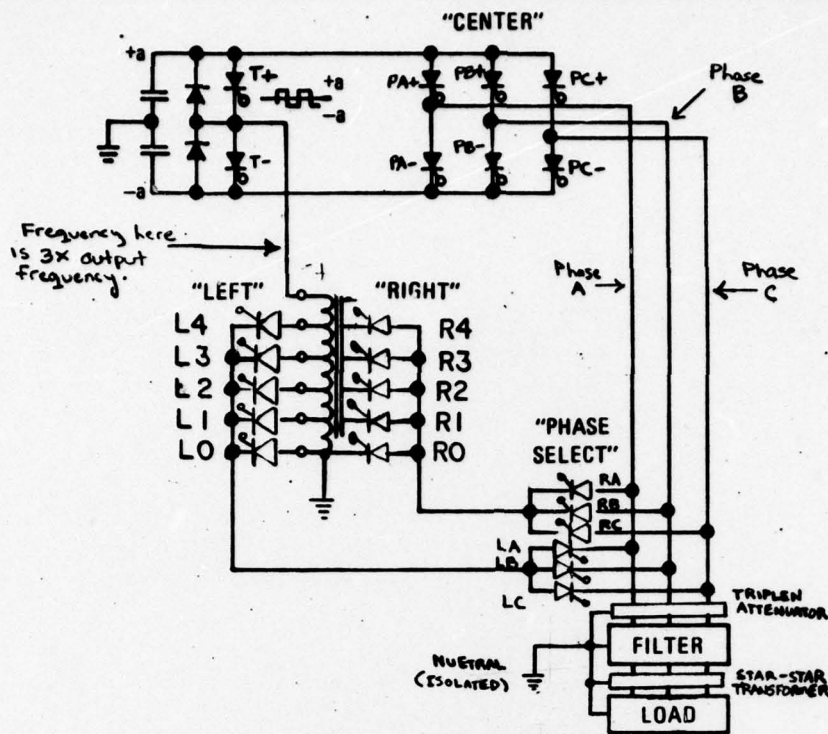 "CENTER"
+a
T+
+a
-a
PA+
PB+
PC+
Phase
B
T-
PA-
PB-
PC-
-a
Frequency here
is 3x output
frequency.
+
Phase
A
Phase
C
"LEFT"
"RIGHT"
L4
R4
L3
R3
L2
R2
L1
R1
L0
R0
"PHASE
SELECT"
RA
RB
RC
LA
LB
LC
TRIPLEN
ATTENUATOR
FILTER
NUETRAL
(ISOLATED)
STAR-STAR
TRANSFORMER
LOAD